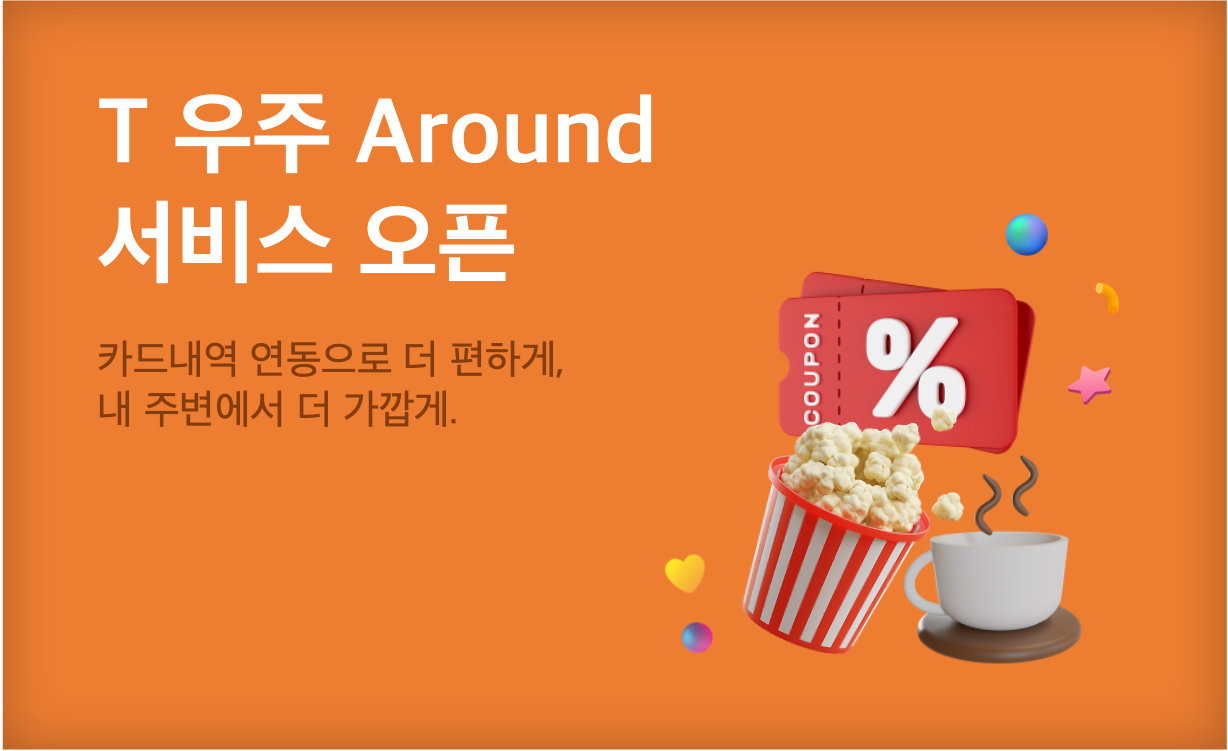 T 우주 Around
서비스 오픈
카드내역 연동으로 더 편하게,
내 주변에서 더 가깝게.
COUPON
%